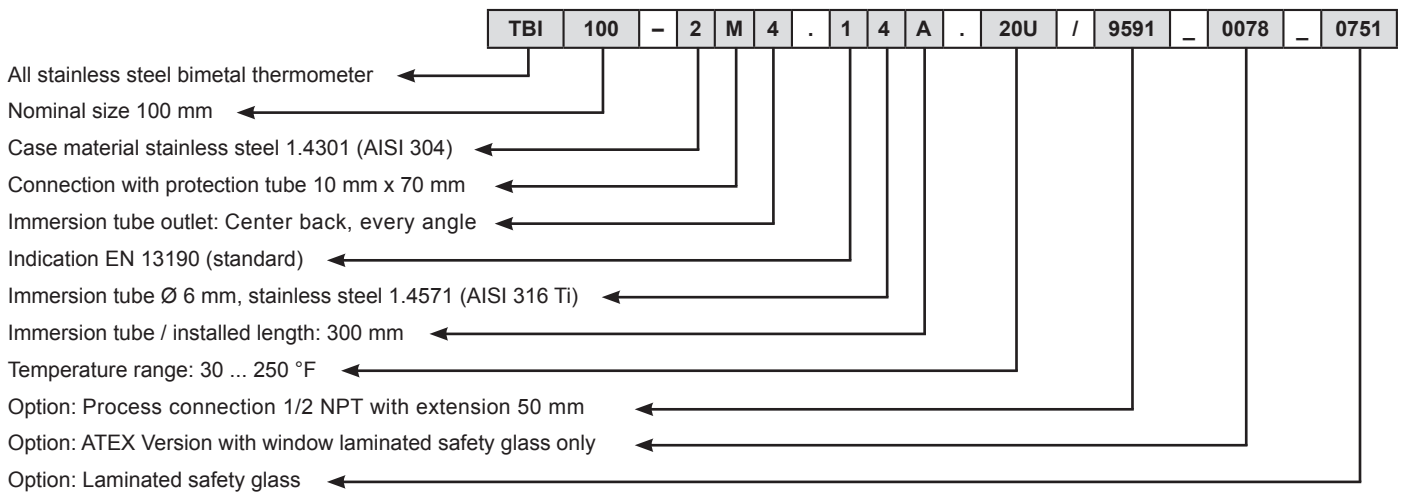 TBI 100 – 2 M 4 . 1 4 A . 20U / 9591 _ 0078 _ 0751
All stainless steel bimetal thermometer
Nominal size 100 mm
Case material stainless steel 1.4301 (AISI 304)
Connection with protection tube 10 mm x 70 mm
Immersion tube outlet: Center back, every angle
Indication EN 13190 (standard)
Immersion tube Ø 6 mm, stainless steel 1.4571 (AISI 316 Ti)
Immersion tube / installed length: 300 mm
Temperature range: 30 ... 250 °F
Option: Process connection 1/2 NPT with extension 50 mm
Option: ATEX Version with window laminated safety glass only
Option: Laminated safety glass